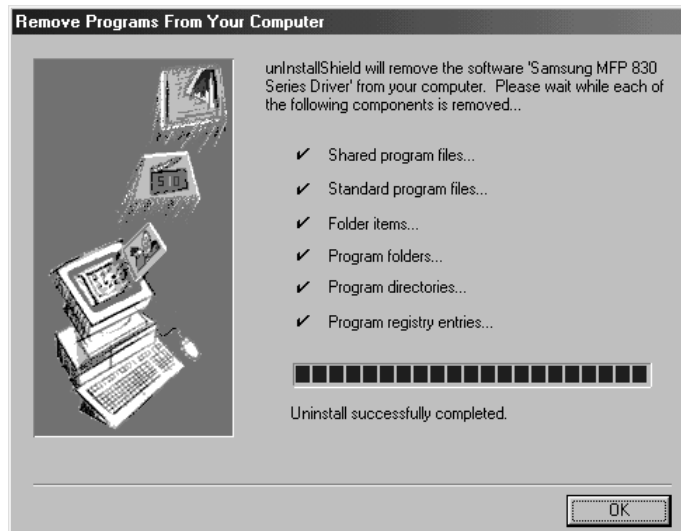 Remove Programs From Your Computer
unInstallShield will remove the software 'Samsung MFP 830
Series Driver' from your computer.  Please wait while each of
the following components is removed...
✔ Shared program files...
✔ Standard program files...
✔ Folder items...
✔ Program folders...
✔ Program directories...
✔ Program registry entries...
Uninstall successfully completed.
OK